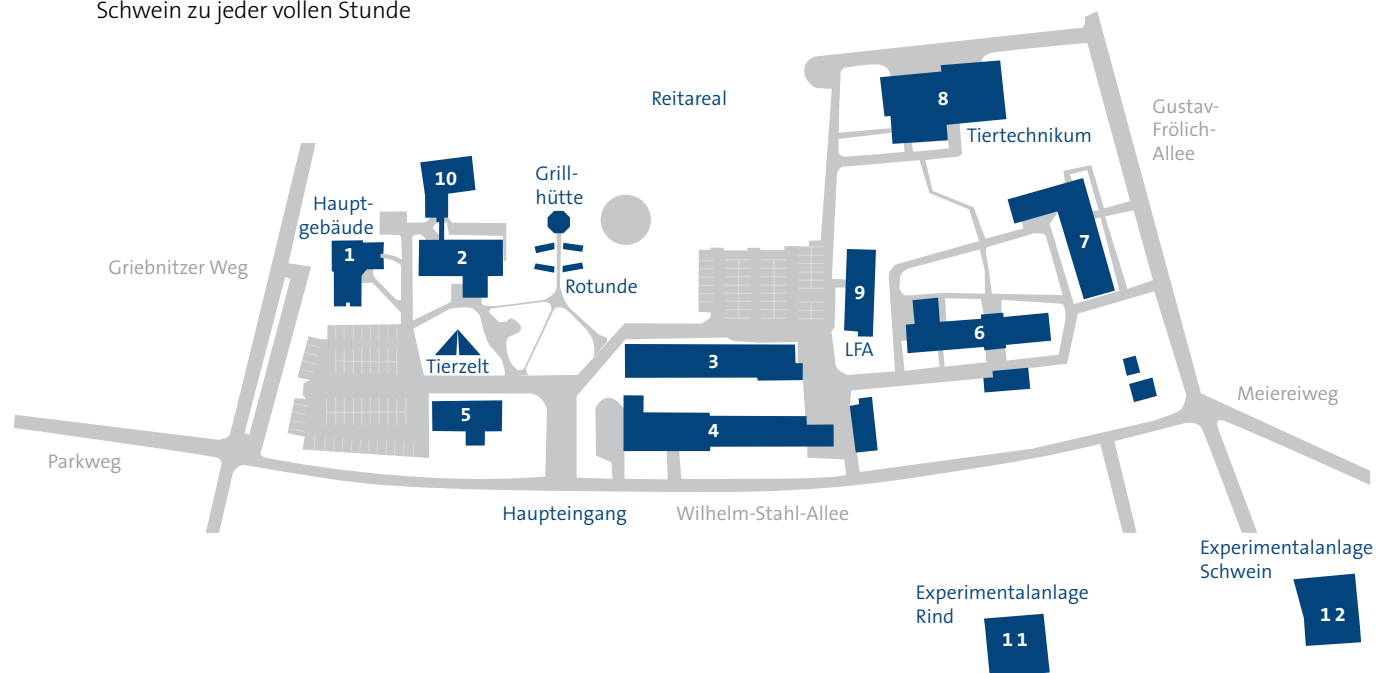 Schwein zu jeder vollen Stunde
Reitareal
8
Tiertechnikum
Gustav-
Frölich-
Allee
10
Grill-
hütte
Haupt-
gebäude
1
2
7
Griebnitzer Weg
Rotunde
9
6
LFA
Tierzelt
3
Meiereiweg
5
4
Parkweg
Haupteingang
Wilhelm-Stahl-Allee
Experimentalanlage
Schwein
12
Experimentalanlage
Rind
11